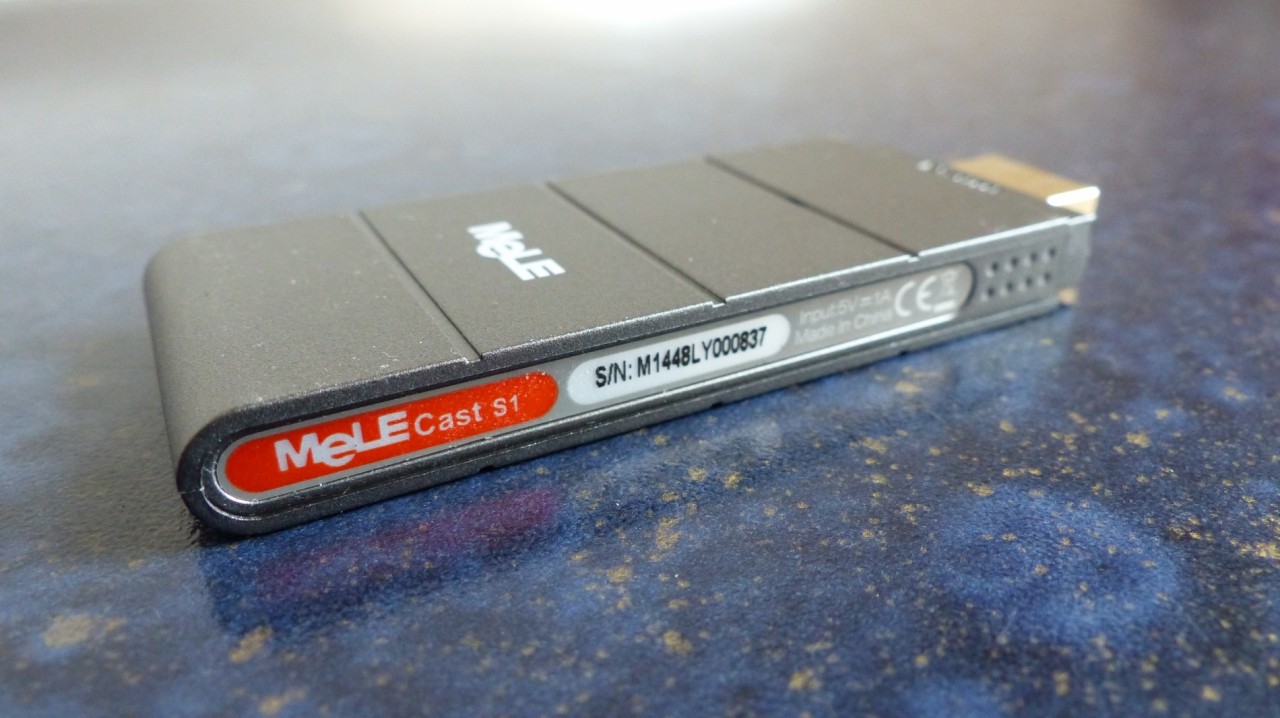 MeLE
MeLE Cast S1
S/N: M1448LY000837
Input:5V⎓1A
Made in China
CE